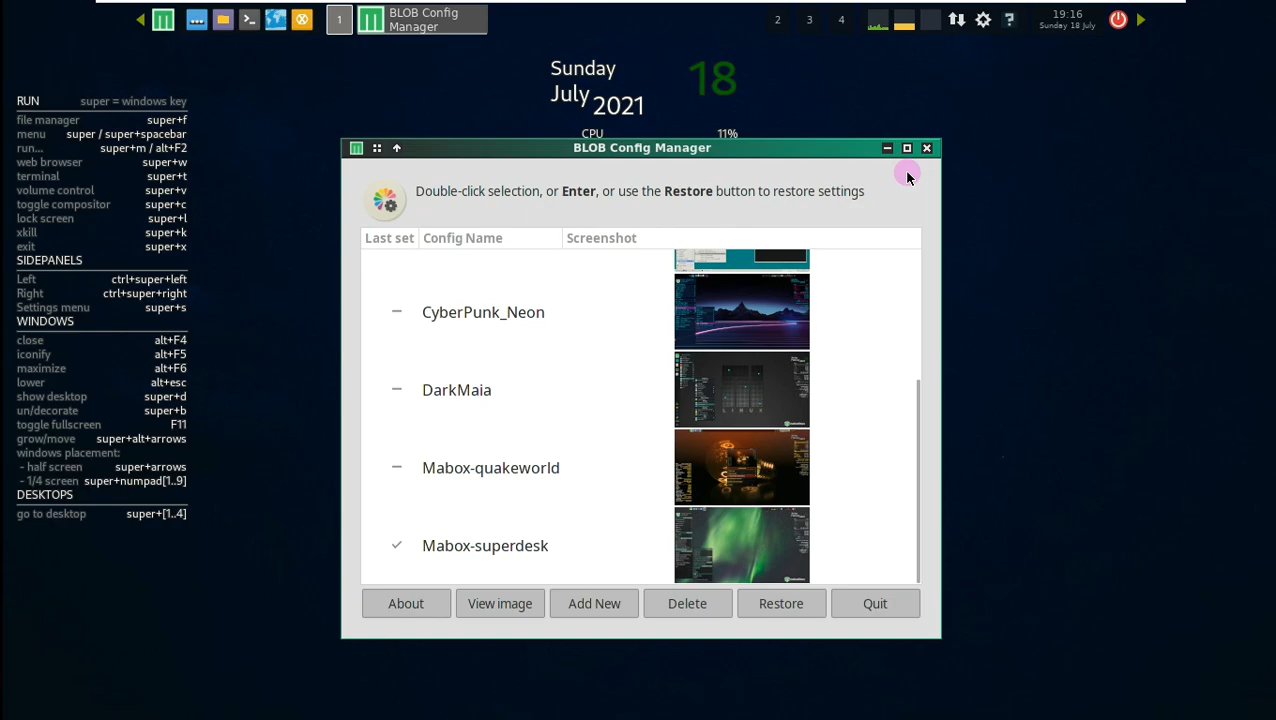 1
BLOB Config
Manager
2
3
4
?
19:16
Sunday 18 July
Sunday
18
July 2021
CPU 11%
RUN super = windows key
file manager super+f
menu super / super+spacebar
run... super+m / alt+F2
web browser super+w
terminal super+t
volume control super+v
toggle compositor super+c
lock screen super+l
xkill super+k
exit super+x
SIDEPANELS
Left ctrl+super+left
Right ctrl+super+right
Settings menu super+s
WINDOWS
close alt+F4
iconify alt+F5
maximize alt+F6
lower alt+esc
show desktop super+d
un/decorate super+b
toggle fullscreen F11
grow/move super+alt+arrows
windows placement:
- half screen super+arrows
- 1/4 screen super+numpad[1..9]
DESKTOPS
go to desktop super+[1..4]
BLOB Config Manager
Double-click selection, or Enter, or use the Restore button to restore settings
Last set Config Name Screenshot
CyberPunk_Neon
DarkMaia
LINUX
Mabox-quakeworld
Mabox-superdesk
About View image Add New Delete Restore Quit